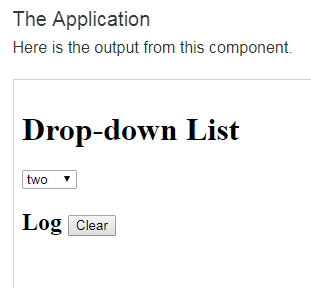 The Application
Here is the output from this component.
Drop-down List
two
Log Clear